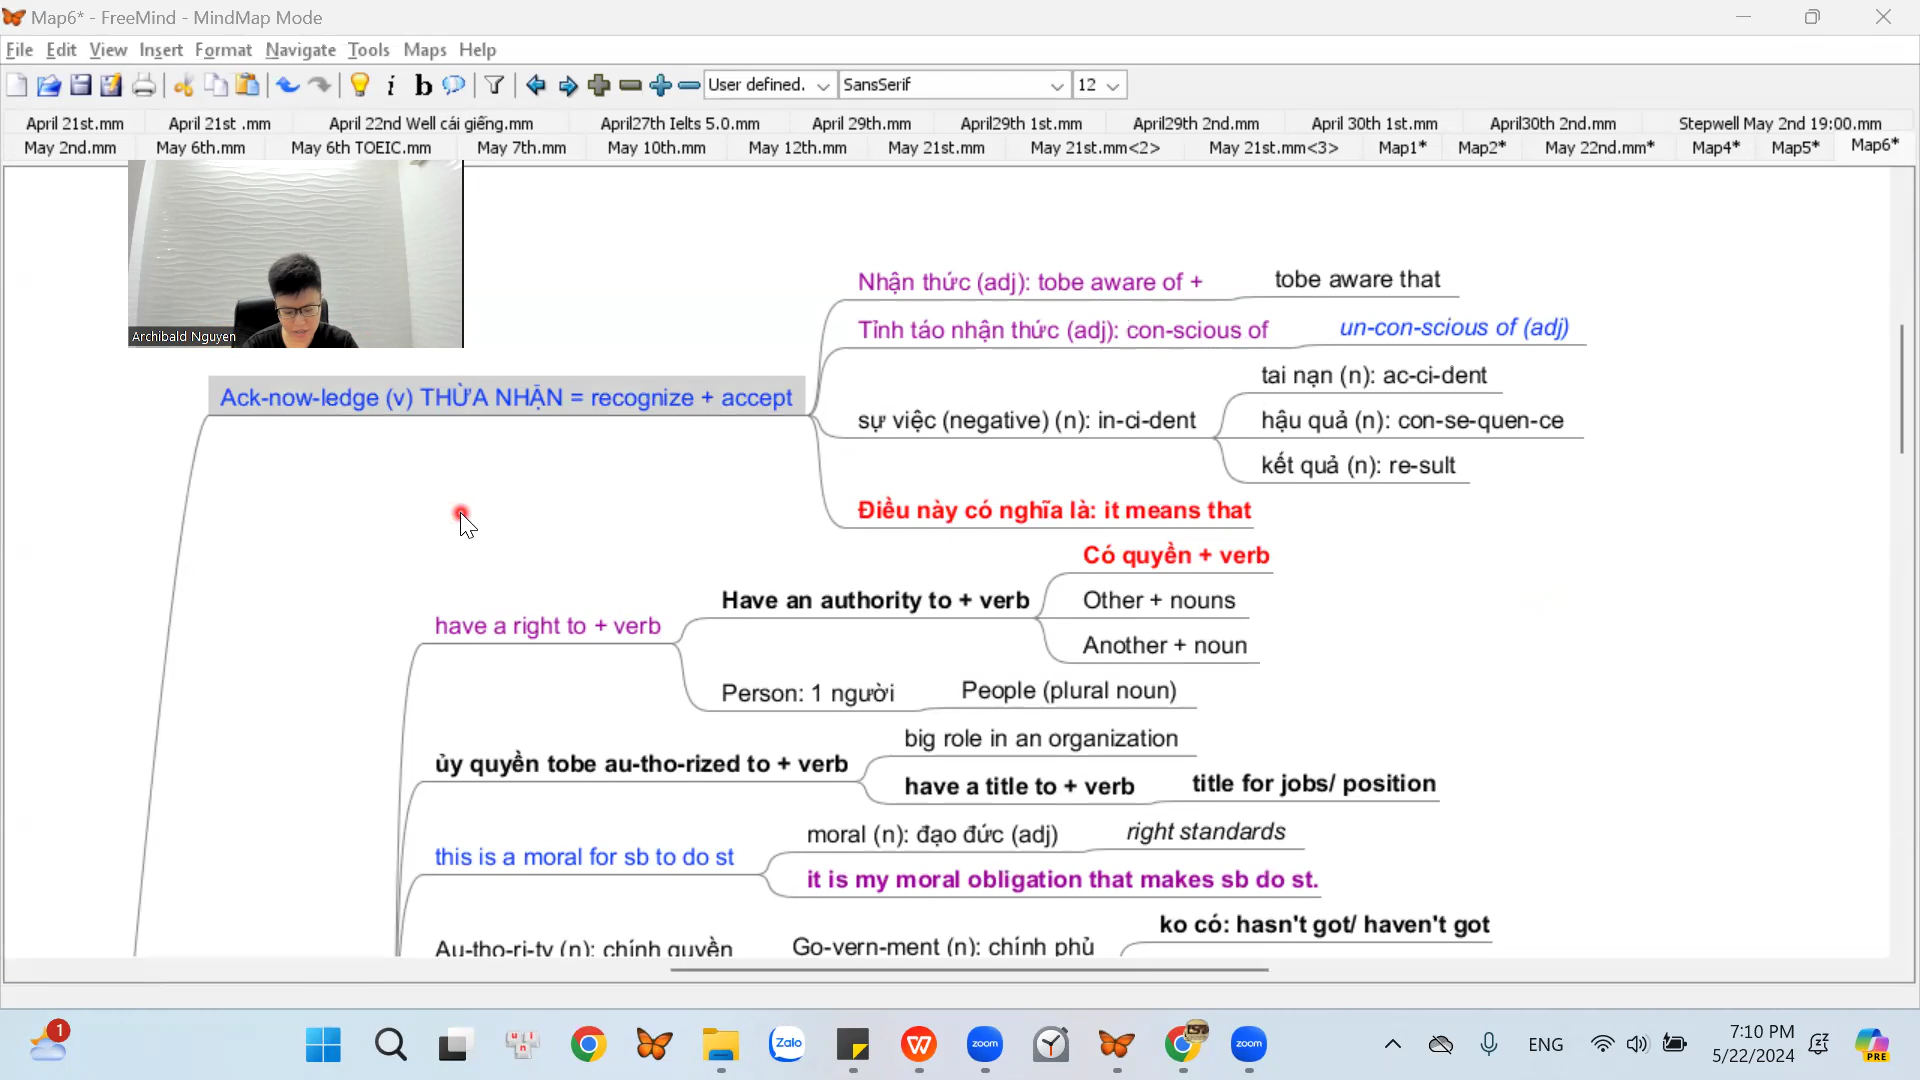 Map6* - FreeMind - MindMap Mode
File Edit View Insert Format Navigate Tools Maps Help
User defined. SansSerif 12
April 21st.mm April 21st .mm April 22nd Well cái giếng.mm April27th Ielts 5.0.mm April 29th.mm April29th 1st.mm April29th 2nd.mm April 30th 1st.mm April30th 2nd.mm Stepwell May 2nd 19:00.mm
May 2nd.mm May 6th.mm May 6th TOEIC.mm May 7th.mm May 10th.mm May 12th.mm May 21st.mm May 21st.mm<2> May 21st.mm<3> Map1* Map2* May 22nd.mm* Map4* Map5* Map6*
Archibald Nguyen
Ack-now-ledge (v) THỪA NHẬN = recognize + accept
Nhận thức (adj): tobe aware of +
tobe aware that
Tỉnh táo nhận thức (adj): con-scious of
un-con-scious of (adj)
sự việc (negative) (n): in-ci-dent
tai nạn (n): ac-ci-dent
hậu quả (n): con-se-quen-ce
kết quả (n): re-sult
Điều này có nghĩa là: it means that
have a right to + verb
Have an authority to + verb
Có quyền + verb
Other + nouns
Another + noun
Person: 1 người
People (plural noun)
ủy quyền tobe au-tho-rized to + verb
big role in an organization
have a title to + verb
title for jobs/ position
this is a moral for sb to do st
moral (n): đạo đức (adj)
right standards
it is my moral obligation that makes sb do st.
Au-tho-ri-ty (n): chính quyền
Go-vern-ment (n): chính phủ
ko có: hasn't got/ haven't got
1
u n i
Zalo
zoom
zoom
ENG
7:10 PM
5/22/2024
PRE